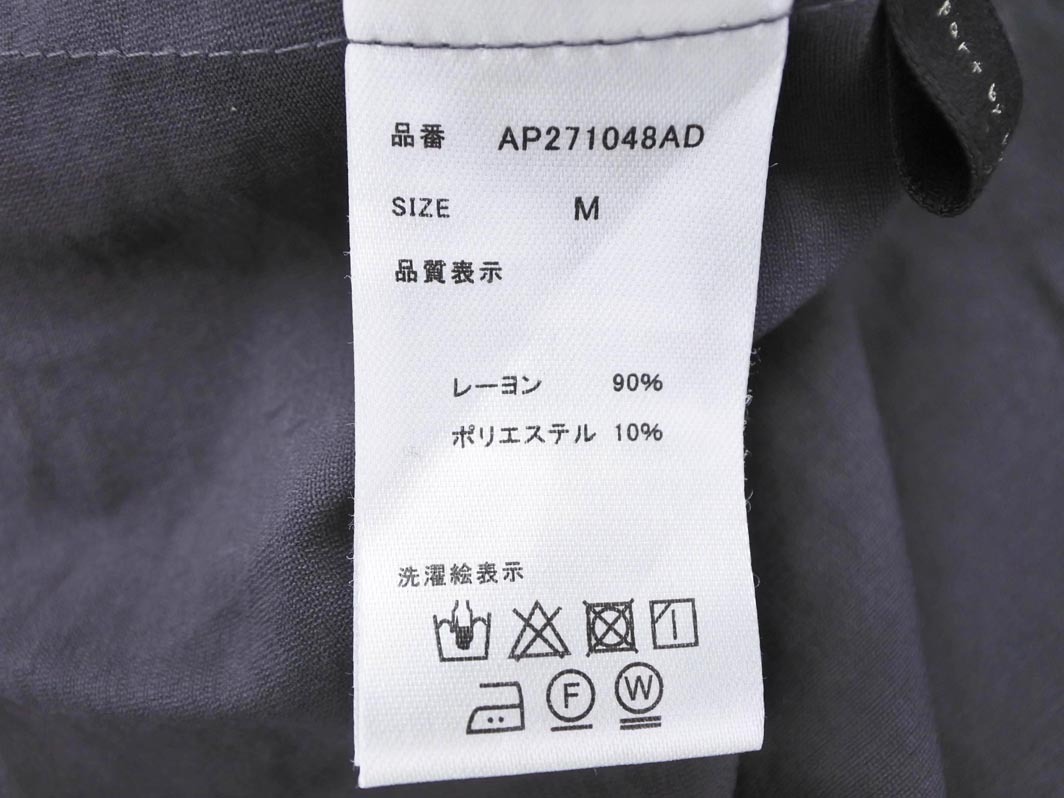 品番 AP271048AD
SIZE M
品質表示
レーヨン 90%
ポリエステル 10%
洗濯絵表示
F W